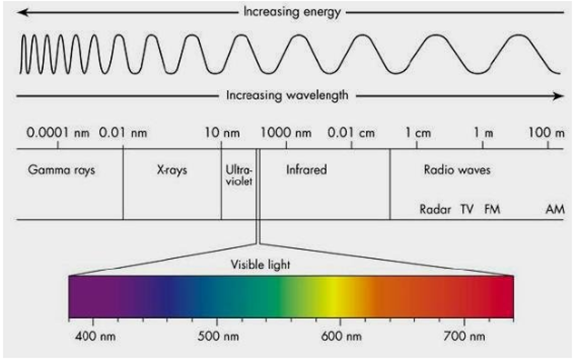 Increasing energy
Increasing wavelength
0.0001 nm 0.01 nm 10 nm 1000 nm 0.01 cm 1 cm 1 m 100 m
Gamma rays X-rays Ultra-
violet Infrared Radio waves
Radar TV FM AM
Visible light
400 nm 500 nm 600 nm 700 nm